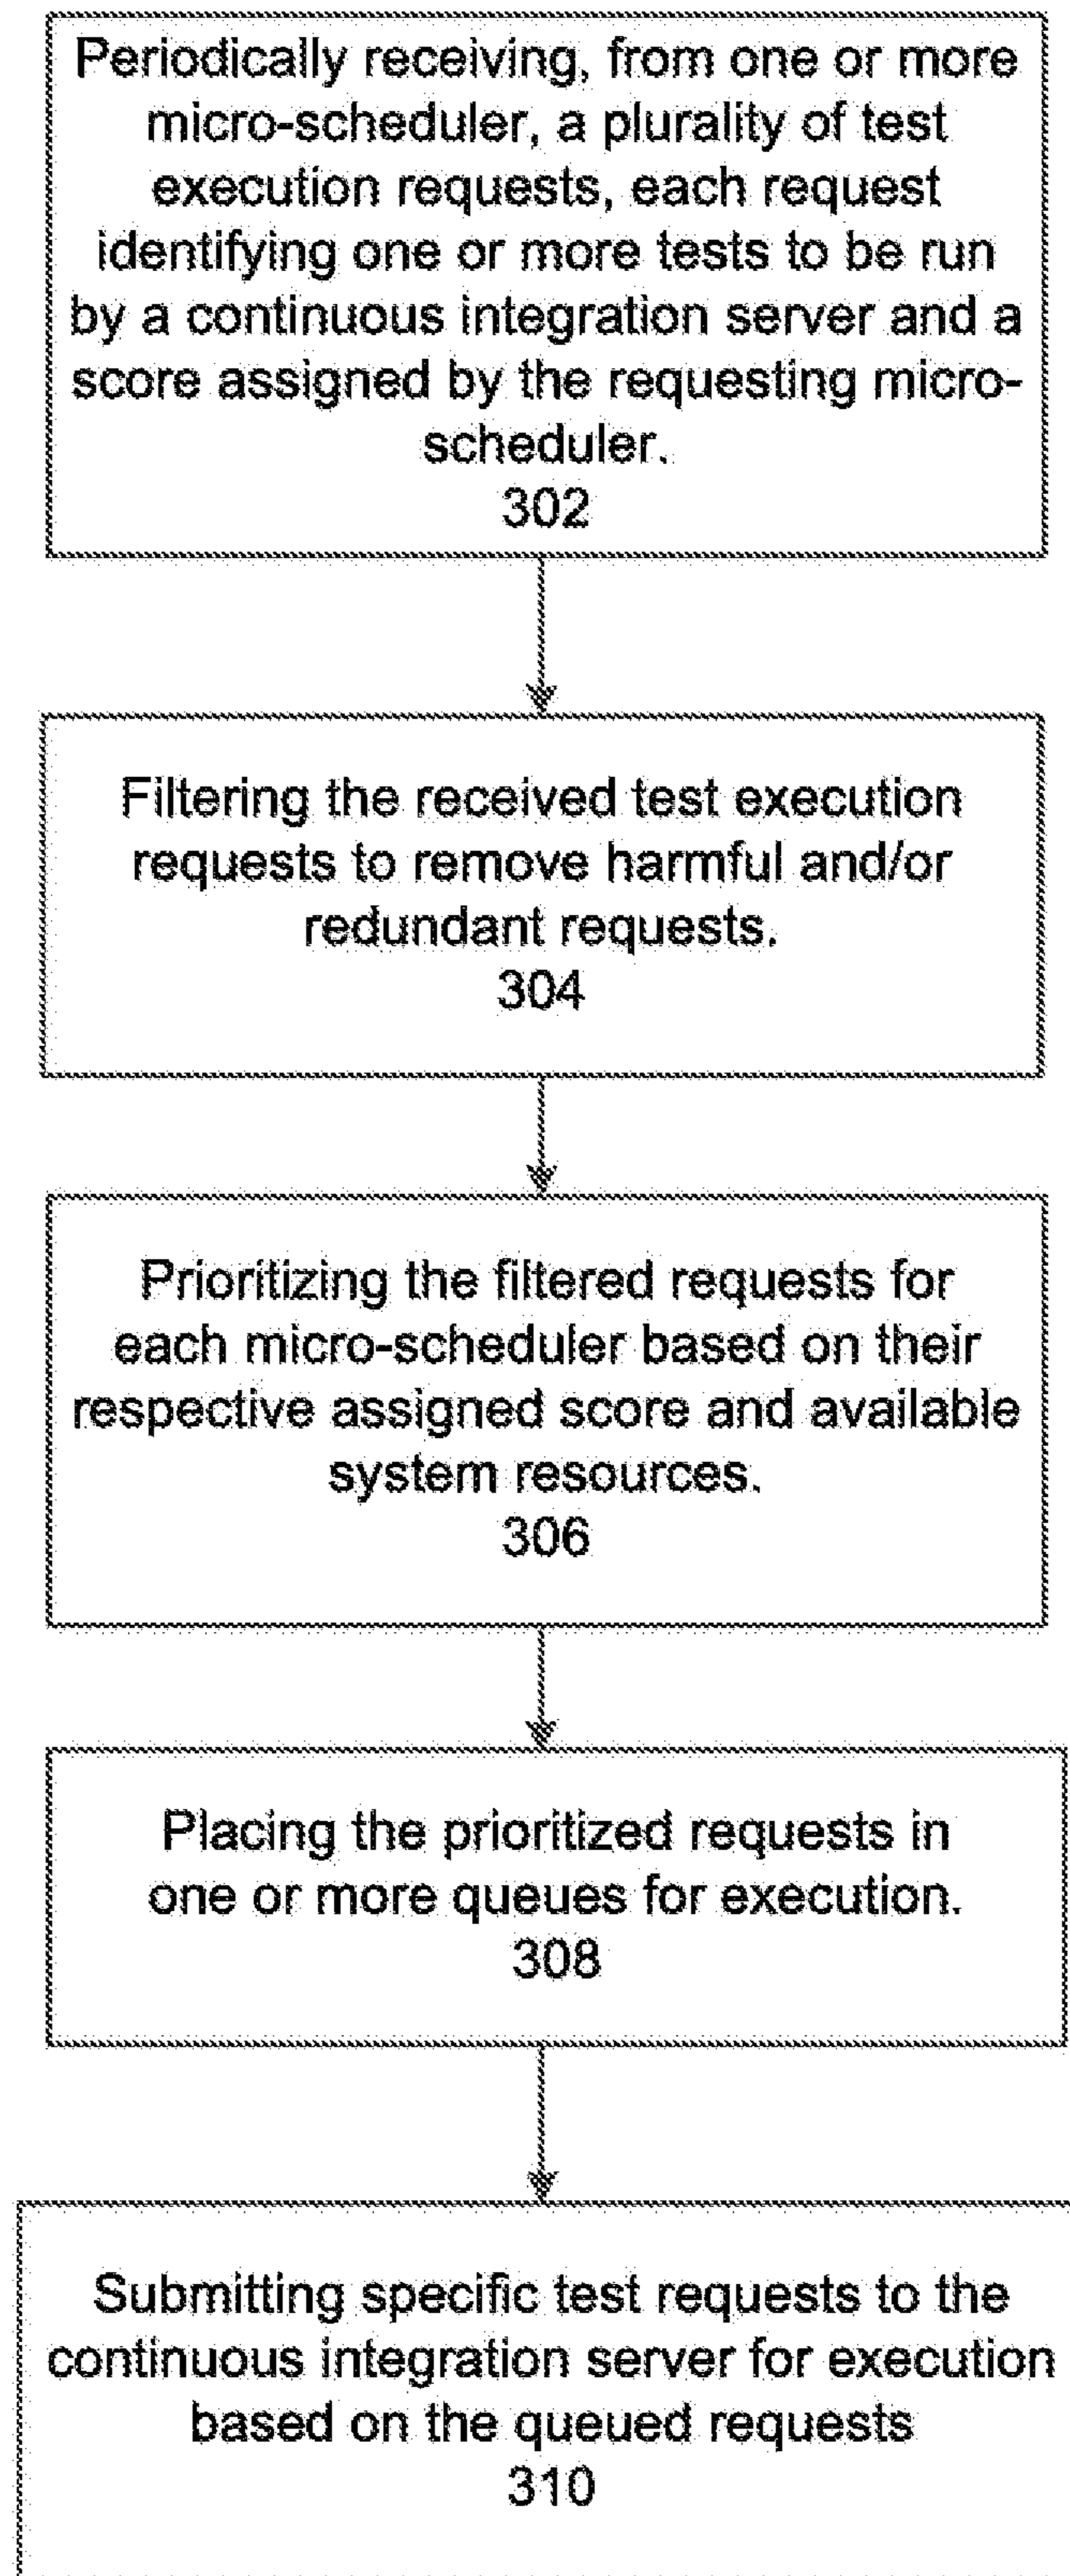 Periodically receiving, from one or more
micro-scheduler, a plurality of test
execution requests, each request
identifying one or more tests to be run
by a continuous integration server and a
score assigned by the requesting micro-
scheduler.
302
Filtering the received test execution
requests to remove harmful and/or
redundant requests.
304
Prioritizing the filtered requests for
each micro-scheduler based on their
respective assigned score and available
system resources.
306
Placing the prioritized requests in
one or more queues for execution.
308
Submitting specific test requests to the
continuous integration server for execution
based on the queued requests
310